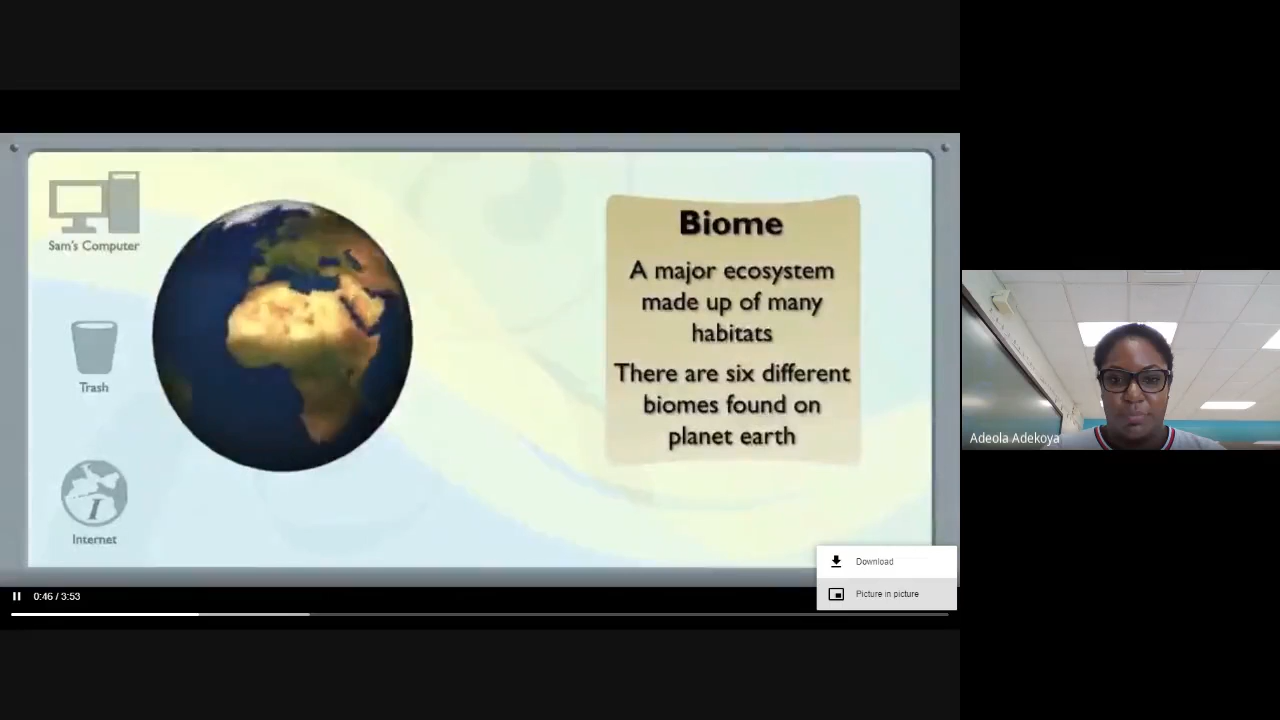 Sam's Computer
Trash
Internet
Biome
A major ecosystem
made up of many
habitats
There are six different
biomes found on
planet earth
Download
Picture in picture
0:46 / 3:53
Adeola Adekoya